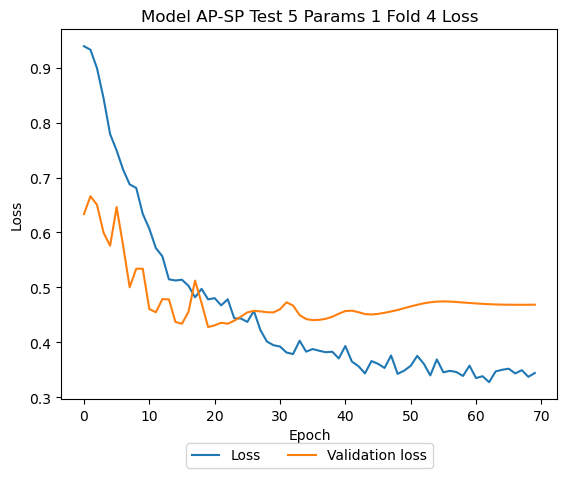 Model AP-SP Test 5 Params 1 Fold 4 Loss
Loss
0.9
0.8
0.7
0.6
0.5
0.4
0.3
0 10 20 30 40 50 60 70
Epoch
Loss Validation loss